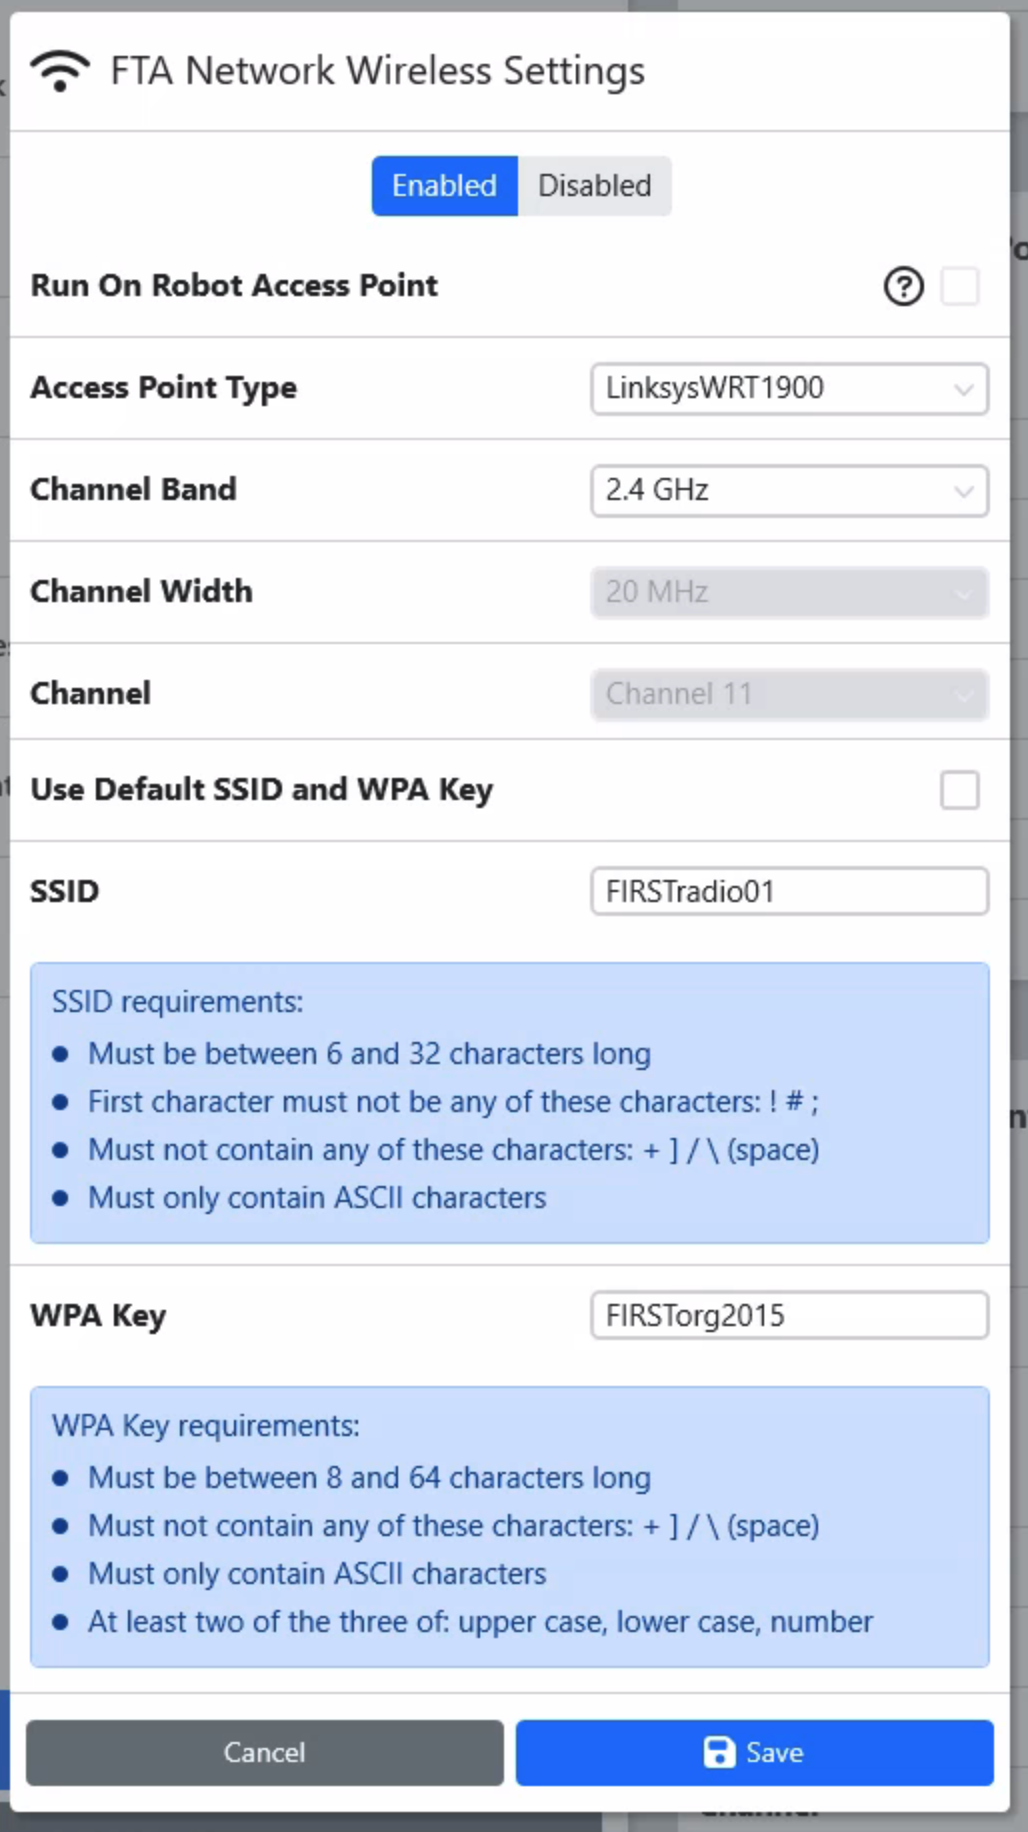 FTA Network Wireless Settings
Enabled Disabled
Run On Robot Access Point ?
Access Point Type LinksysWRT1900
Channel Band 2.4 GHz
Channel Width 20 MHz
Channel Channel 11
Use Default SSID and WPA Key
SSID FIRSTradio01
SSID requirements:
● Must be between 6 and 32 characters long
● First character must not be any of these characters: ! # ;
● Must not contain any of these characters: + ] / \ (space)
● Must only contain ASCII characters
WPA Key FIRSTorg2015
WPA Key requirements:
● Must be between 8 and 64 characters long
● Must not contain any of these characters: + ] / \ (space)
● Must only contain ASCII characters
● At least two of the three of: upper case, lower case, number
Cancel Save